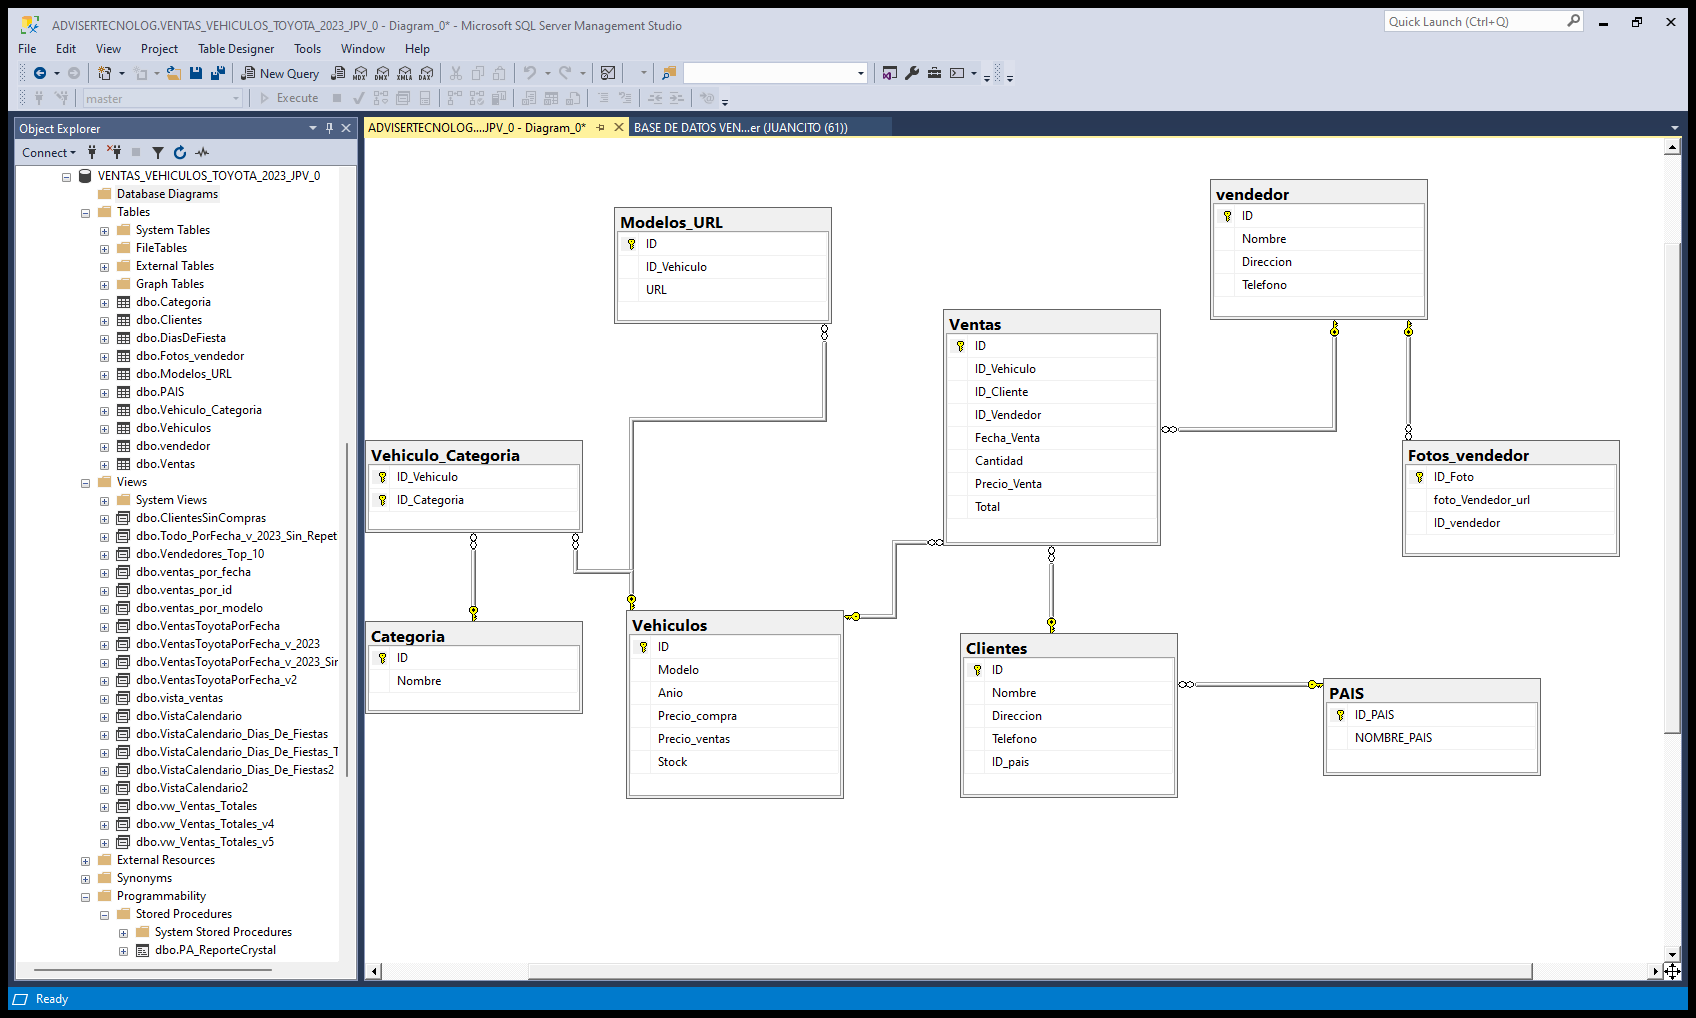 ADVISERTECNOLOG.VENTAS_VEHICULOS_TOYOTA_2023_JPV_0 - Diagram_0* - Microsoft SQL Server Management Studio
Quick Launch (Ctrl+Q)
File Edit View Project Table Designer Tools Window Help
New Query
MDX DMX XMLA DAX
master
Execute
Object Explorer
Connect
VENTAS_VEHICULOS_TOYOTA_2023_JPV_0
Database Diagrams
Tables
System Tables
FileTables
External Tables
Graph Tables
dbo.Categoria
dbo.Clientes
dbo.DiasDeFiesta
dbo.Fotos_vendedor
dbo.Modelos_URL
dbo.PAIS
dbo.Vehiculo_Categoria
dbo.Vehiculos
dbo.vendedor
dbo.Ventas
Views
System Views
dbo.ClientesSinCompras
dbo.Todo_PorFecha_v_2023_Sin_Repet
dbo.Vendedores_Top_10
dbo.ventas_por_fecha
dbo.ventas_por_id
dbo.ventas_por_modelo
dbo.VentasToyotaPorFecha
dbo.VentasToyotaPorFecha_v_2023
dbo.VentasToyotaPorFecha_v_2023_Sir
dbo.VentasToyotaPorFecha_v2
dbo.vista_ventas
dbo.VistaCalendario
dbo.VistaCalendario_Dias_De_Fiestas
dbo.VistaCalendario_Dias_De_Fiestas_T
dbo.VistaCalendario_Dias_De_Fiestas2
dbo.VistaCalendario2
dbo.vw_Ventas_Totales
dbo.vw_Ventas_Totales_v4
dbo.vw_Ventas_Totales_v5
External Resources
Synonyms
Programmability
Stored Procedures
System Stored Procedures
dbo.PA_ReporteCrystal
ADVISERTECNOLOG....JPV_0 - Diagram_0*
BASE DE DATOS VEN...er (JUANCITO (61))
Modelos_URL
ID
ID_Vehiculo
URL
vendedor
ID
Nombre
Direccion
Telefono
Ventas
ID
ID_Vehiculo
ID_Cliente
ID_Vendedor
Fecha_Venta
Cantidad
Precio_Venta
Total
Vehiculo_Categoria
ID_Vehiculo
ID_Categoria
Fotos_vendedor
ID_Foto
foto_Vendedor_url
ID_vendedor
Categoria
ID
Nombre
Vehiculos
ID
Modelo
Anio
Precio_compra
Precio_ventas
Stock
Clientes
ID
Nombre
Direccion
Telefono
ID_pais
PAIS
ID_PAIS
NOMBRE_PAIS
Ready